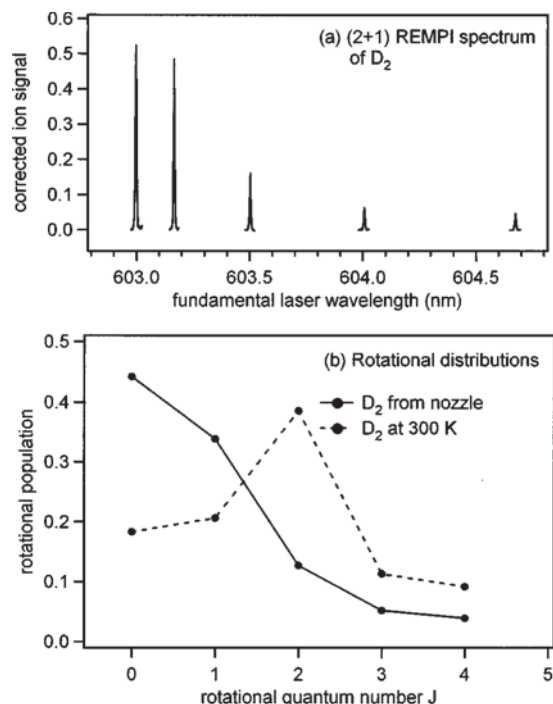 0.6
0.5
0.4
0.3
0.2
0.1
0.0
corrected ion signal
(a) (2+1) REMPI spectrum
of D2
603.0
603.5
604.0
604.5
fundamental laser wavelength (nm)
0.5
0.4
0.3
0.2
0.1
0.0
rotational population
(b) Rotational distributions
D2 from nozzle
D2 at 300 K
0
1
2
3
4
5
rotational quantum number J